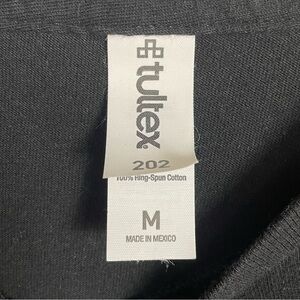 tultex
202
100% Ring-Spun Cotton
M
MADE IN MEXICO